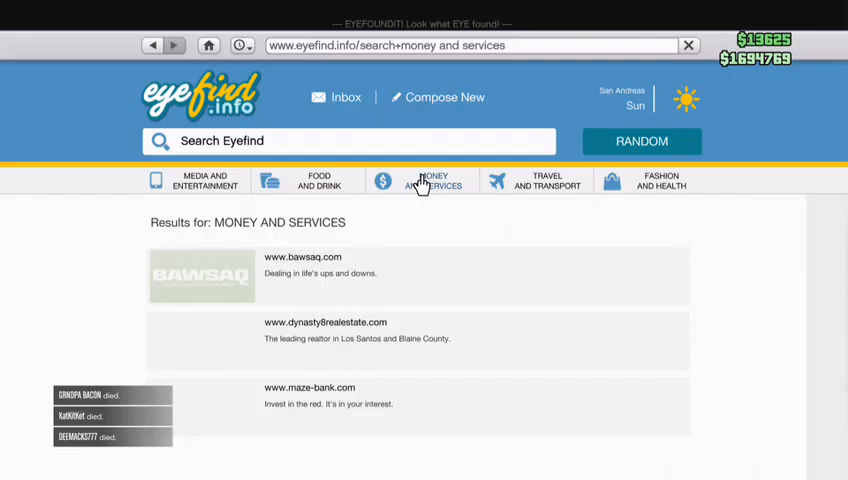 --- EYEFOUNDIT! Look what EYE found! ---
www.eyefind.info/search+money and services
$13625
$1694769
eyefind.info
Inbox
Compose New
San Andreas
Sun
Search Eyefind
RANDOM
MEDIA AND ENTERTAINMENT
FOOD AND DRINK
MONEY AND SERVICES
TRAVEL AND TRANSPORT
FASHION AND HEALTH
Results for: MONEY AND SERVICES
BAWSAQ
www.bawsaq.com
Dealing in life's ups and downs.
www.dynasty8realestate.com
The leading realtor in Los Santos and Blaine County.
www.maze-bank.com
Invest in the red. It's in your interest.
GRNDPA BACON died.
KatKitKet died.
DEEMACKS777 died.